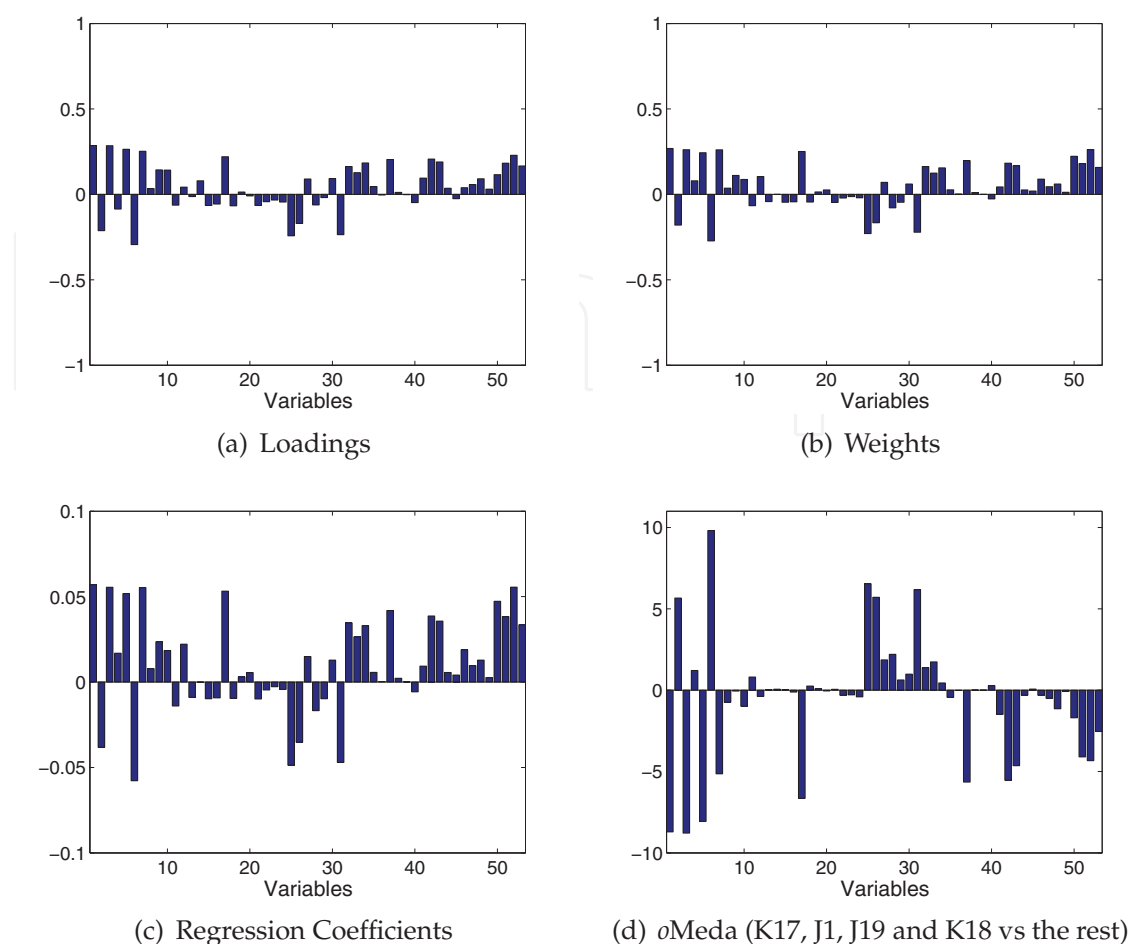 1
0.5
0
−0.5
−1
10 20 30 40 50
Variables
(a) Loadings
1
0.5
0
−0.5
−1
10 20 30 40 50
Variables
(b) Weights
0.1
0.05
0
−0.05
−0.1
10 20 30 40 50
Variables
(c) Regression Coefficients
10
5
0
−5
−10
10 20 30 40 50
Variables
(d) oMeda (K17, J1, J19 and K18 vs the rest)